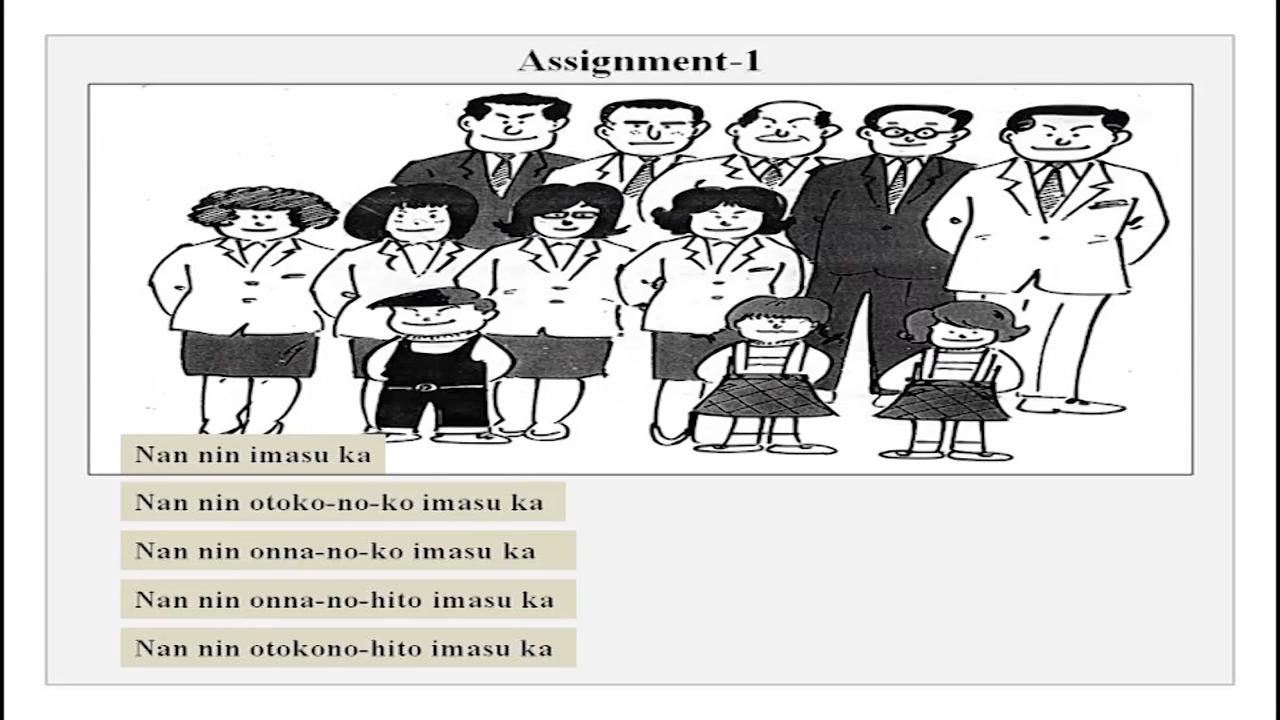 Assignment-1
Nan nin imasu ka
Nan nin otoko-no-ko imasu ka
Nan nin onna-no-ko imasu ka
Nan nin onna-no-hito imasu ka
Nan nin otokono-hito imasu ka